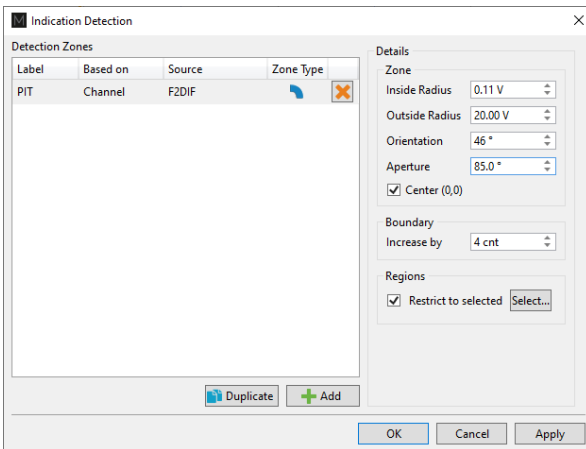 M Indication Detection
Detection Zones
Label Based on Source Zone Type
PIT Channel F2DIF
Duplicate Add
Details
Zone
Inside Radius 0.11 V
Outside Radius 20.00 V
Orientation 46 °
Aperture 85.0 °
Center (0,0)
Boundary
Increase by 4 cnt
Regions
Restrict to selected Select...
OK Cancel Apply